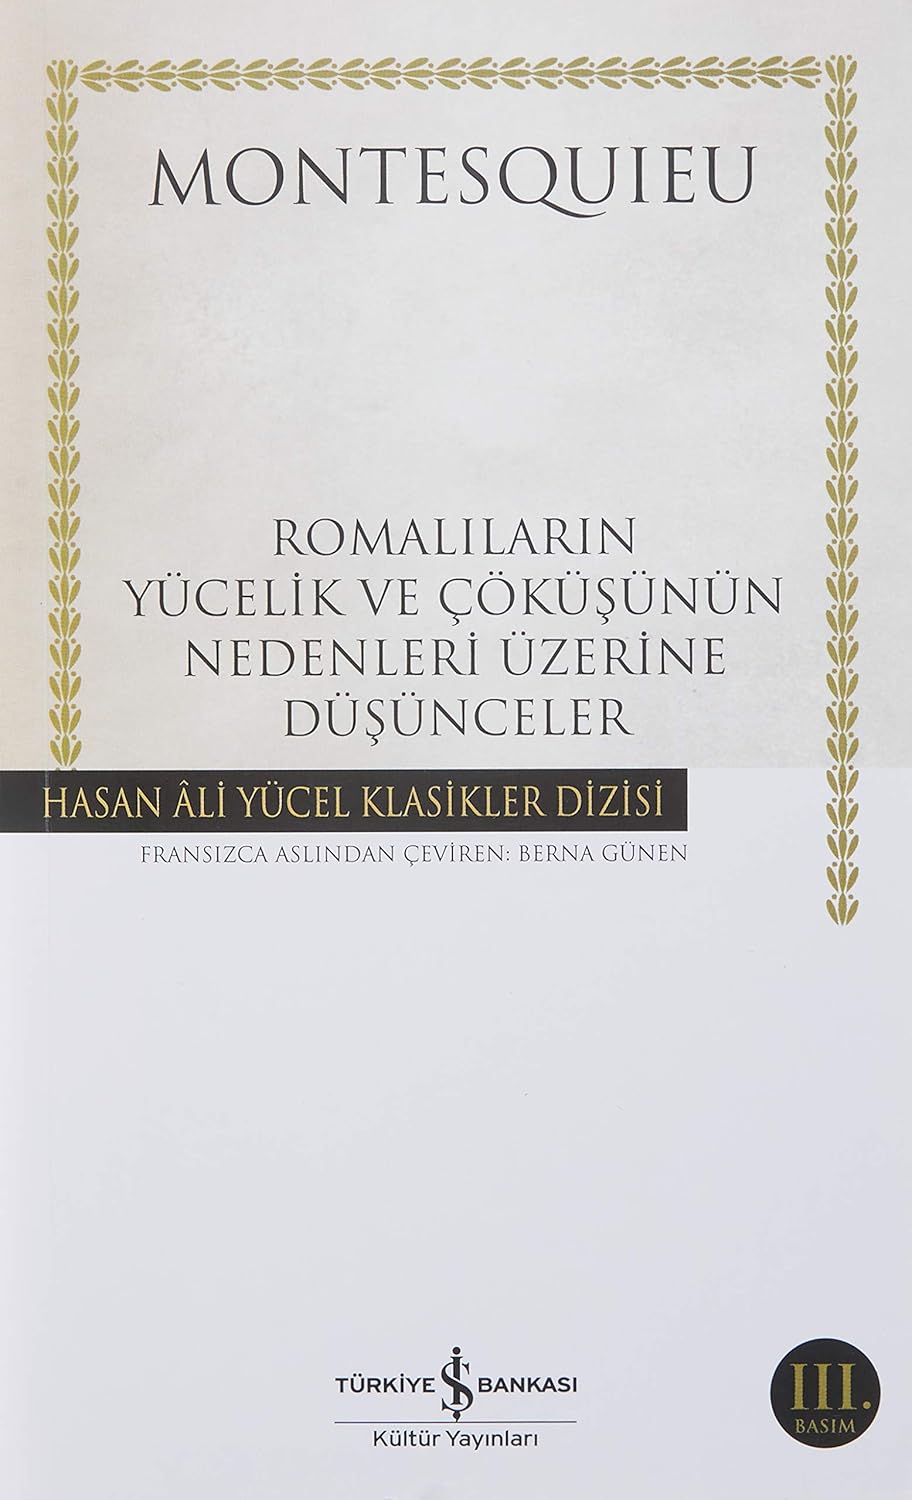 MONTESQUIEU
ROMALILARIN
YÜCELİK VE ÇÖKÜŞÜNÜN
NEDENLERİ ÜZERİNE
DÜŞÜNCELER
HASAN ÂLİ YÜCEL KLASİKLER DİZİSİ
FRANSIZCA ASLINDAN ÇEVİREN: BERNA GÜNEN
TÜRKİYE İŞ BANKASI
Kültür Yayınları
III.
BASIM